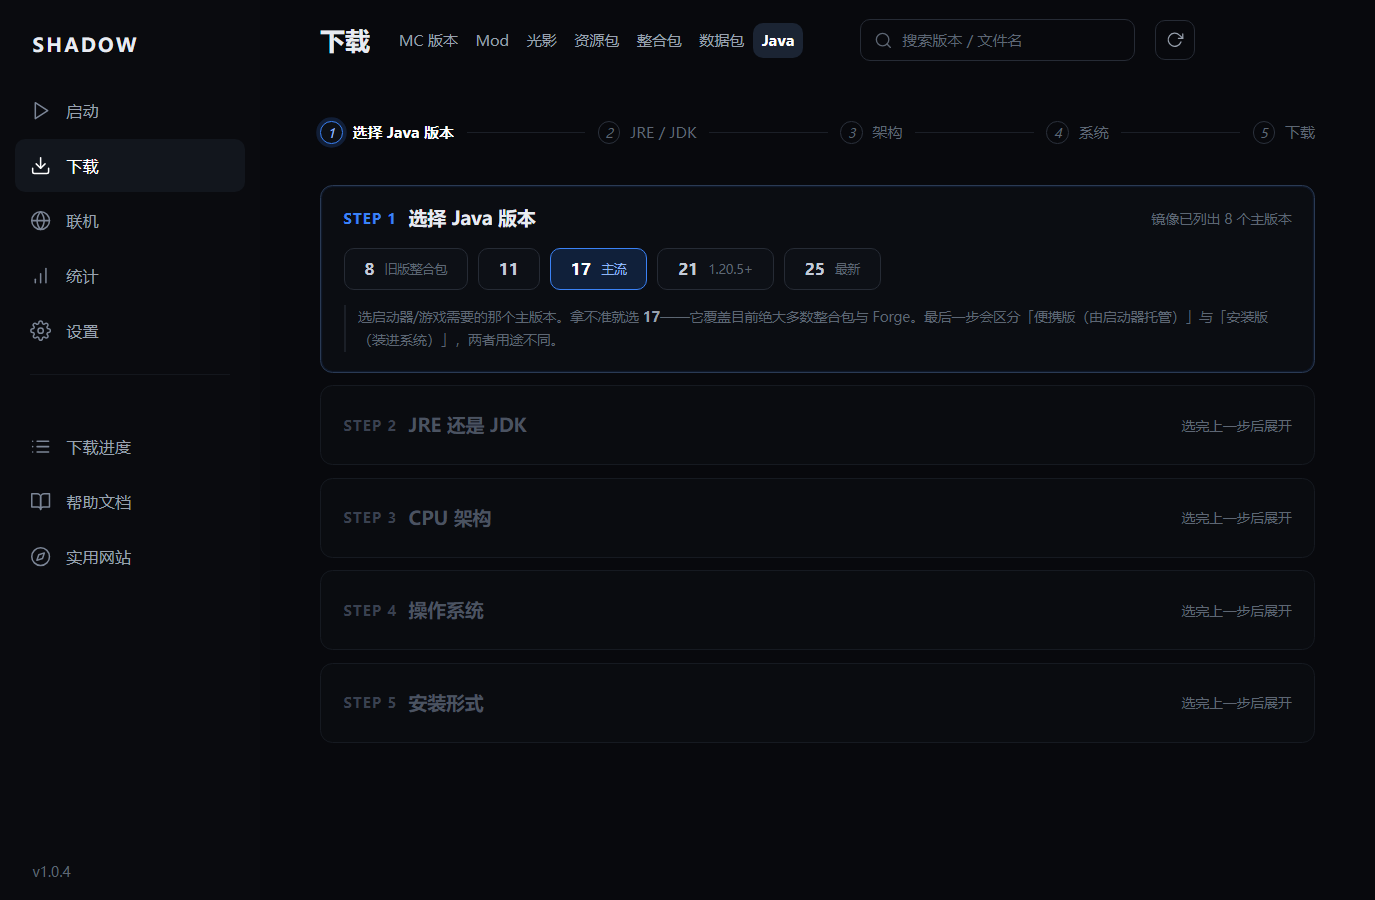 SHADOW
启动
下载
联机
统计
设置
下载进度
帮助文档
实用网站
v1.0.4
下载
MC 版本
Mod
光影
资源包
整合包
数据包
Java
搜索版本 / 文件名
1 选择 Java 版本
2 JRE / JDK
3 架构
4 系统
5 下载
STEP 1 选择 Java 版本
镜像已列出 8 个主版本
8 旧版整合包
11
17 主流
21 1.20.5+
25 最新
选启动器/游戏需要的那个主版本。拿不准就选 17——它覆盖目前绝大多数整合包与 Forge。最后一步会区分「便携版（由启动器托管）」与「安装版
（装进系统）」，两者用途不同。
STEP 2 JRE 还是 JDK
选完上一步后展开
STEP 3 CPU 架构
选完上一步后展开
STEP 4 操作系统
选完上一步后展开
STEP 5 安装形式
选完上一步后展开